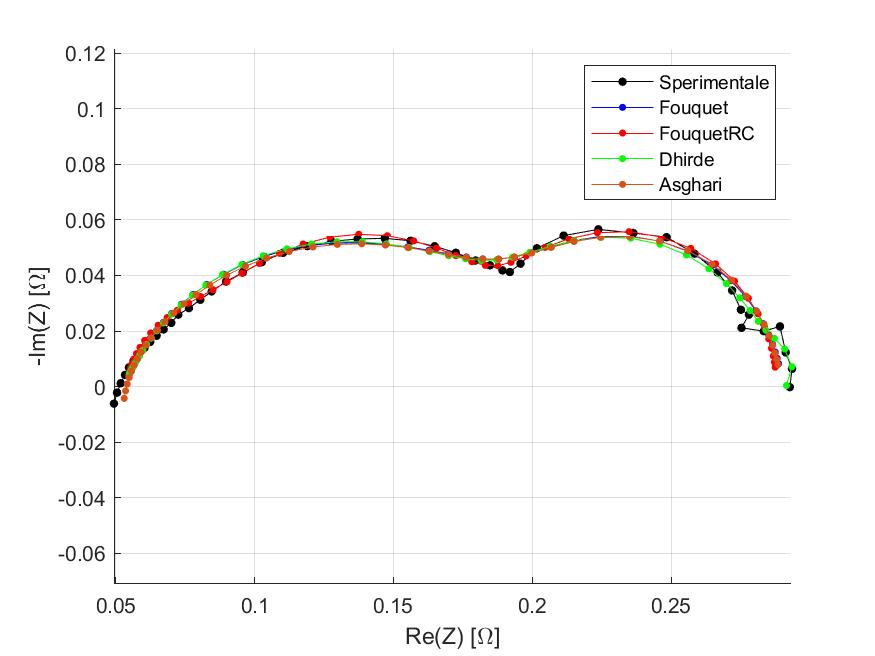 0.12
0.1
0.08
0.06
0.04
0.02
0
-0.02
-0.04
-0.06
-Im(Z) [Ω]
Sperimentale
Fouquet
FouquetRC
Dhirde
Asghari
0.05 0.1 0.15 0.2 0.25
Re(Z) [Ω]